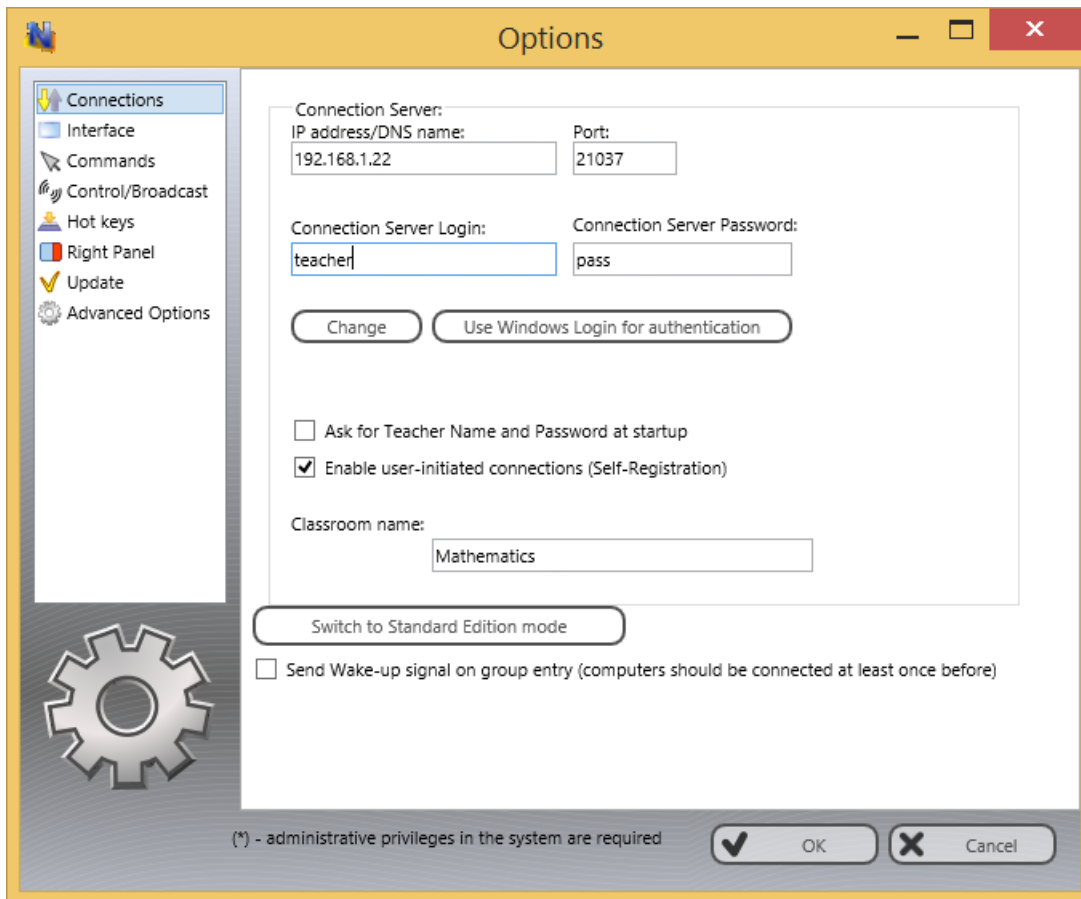 Options
Connections
Interface
Commands
Control/Broadcast
Hot keys
Right Panel
Update
Advanced Options
Connection Server:
IP address/DNS name: Port:
192.168.1.22 21037
Connection Server Login: Connection Server Password:
teacher pass
Change Use Windows Login for authentication
Ask for Teacher Name and Password at startup
Enable user-initiated connections (Self-Registration)
Classroom name:
Mathematics
Switch to Standard Edition mode
Send Wake-up signal on group entry (computers should be connected at least once before)
(*) - administrative privileges in the system are required OK Cancel